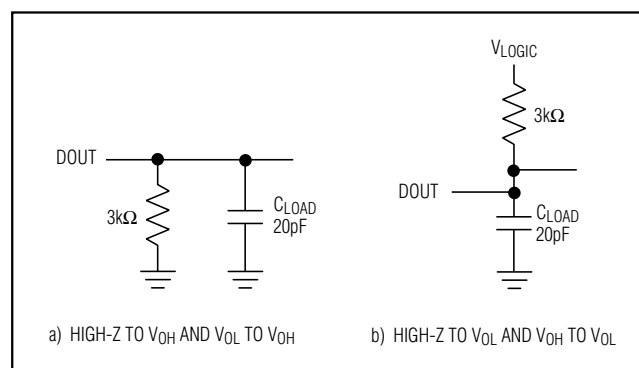 DOUT
3kΩ
CLOAD
20pF
a) HIGH-Z TO VOH AND VOL TO VOH
VLOGIC
3kΩ
DOUT
CLOAD
20pF
b) HIGH-Z TO VOL AND VOH TO VOL